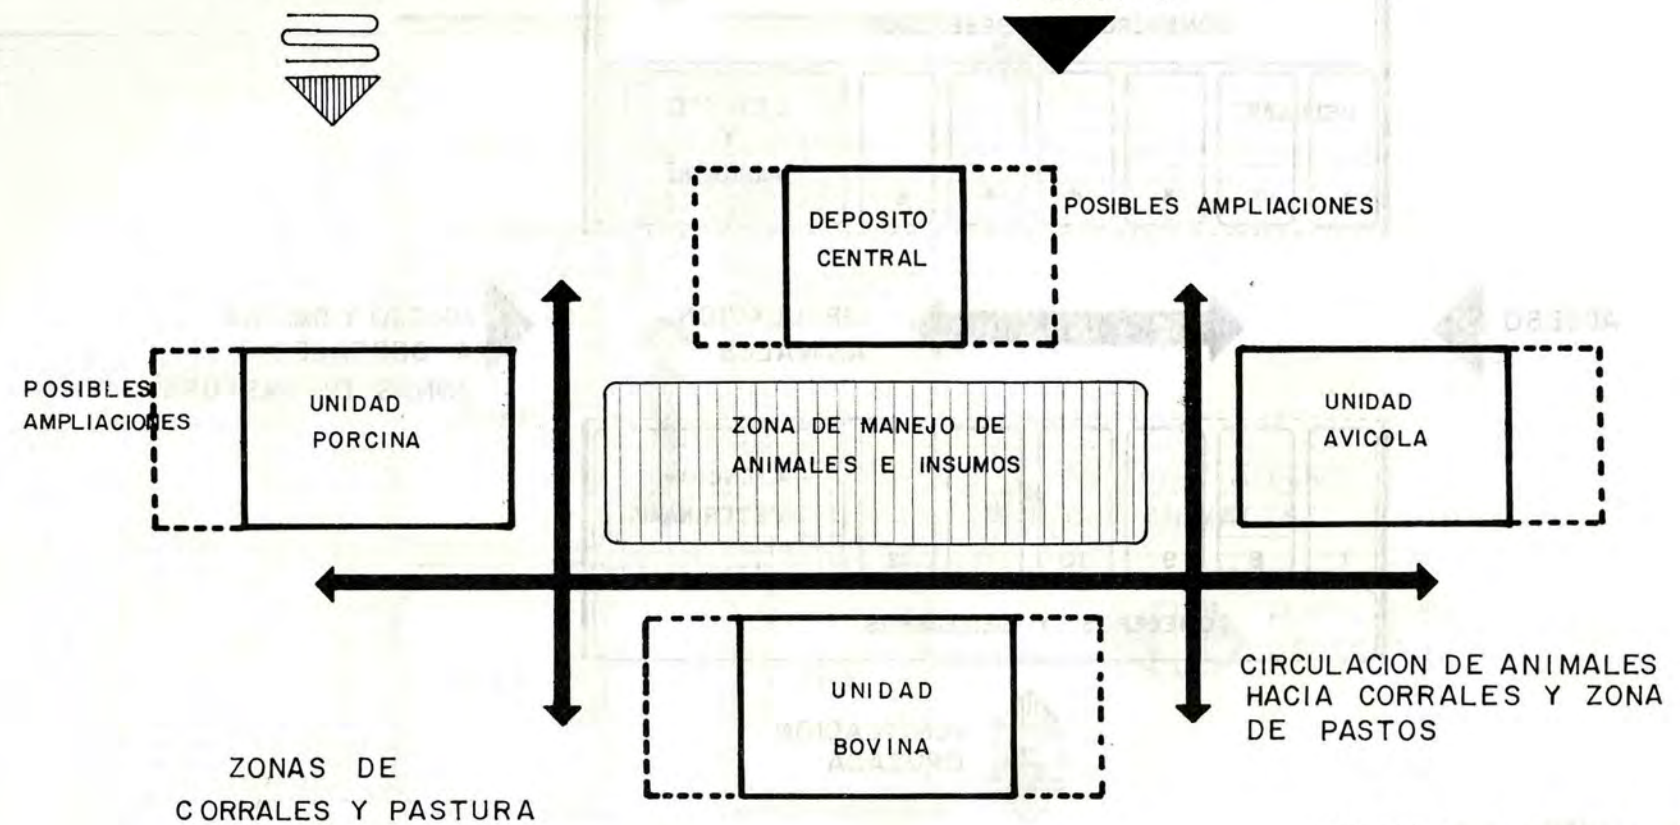 DEPOSITO
CENTRAL
POSIBLES AMPLIACIONES
POSIBLES
AMPLIACIONES
UNIDAD
PORCINA
ZONA DE MANEJO DE
ANIMALES E INSUMOS
UNIDAD
AVICOLA
UNIDAD
BOVINA
CIRCULACION DE ANIMALES
HACIA CORRALES Y ZONA
DE PASTOS
ZONAS DE
CORRALES Y PASTURA